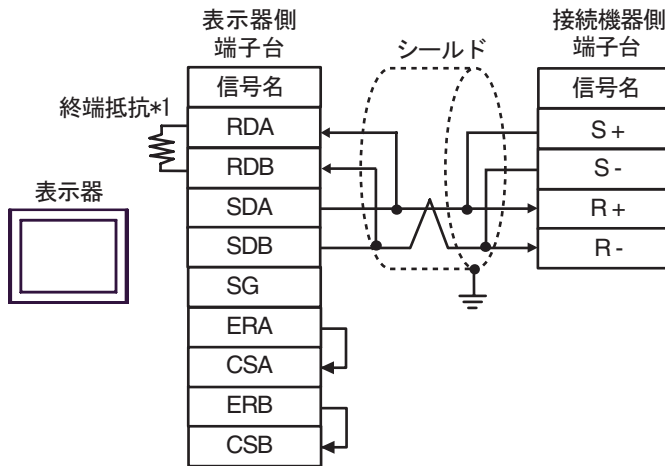 表示器側
端子台
信号名
RDA
RDB
SDA
SDB
SG
ERA
CSA
ERB
CSB
終端抵抗*1
表示器
シールド
接続機器側
端子台
信号名
S+
S-
R+
R-